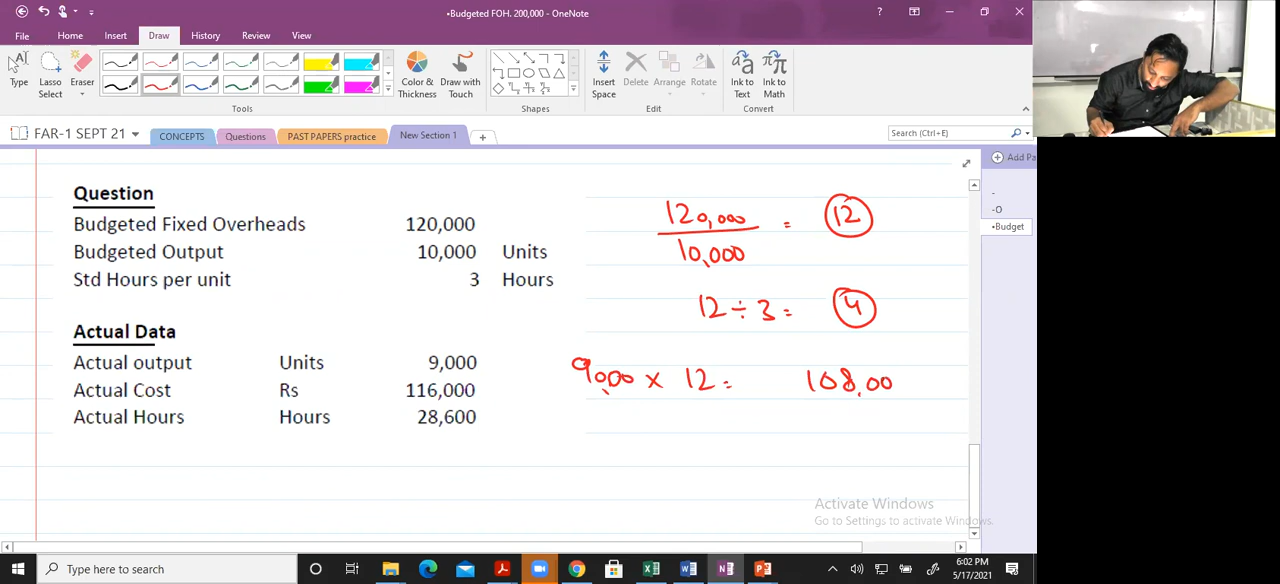 •Budgeted FOH. 200,000 - OneNote
File Home Insert Draw History Review View
Type
Lasso Select
Eraser
Color & Thickness
Draw with Touch
Insert Space
Delete
Arrange
Rotate
Ink to Text
Ink to Math
Tools
Shapes
Edit
Convert
FAR-1 SEPT 21 CONCEPTS Questions PAST PAPERS practice New Section 1
Search (Ctrl+E)
Add Pa
-
-O
•Budget
Question
Budgeted Fixed Overheads 120,000
Budgeted Output 10,000 Units
Std Hours per unit 3 Hours
Actual Data
Actual output Units 9,000
Actual Cost Rs 116,000
Actual Hours Hours 28,600
120,000
10,000
= 12
12 ÷ 3 = 4
9,000 x 12 = 108,00
Activate Windows
Go to Settings to activate Windows.
Type here to search
6:02 PM
5/17/2021